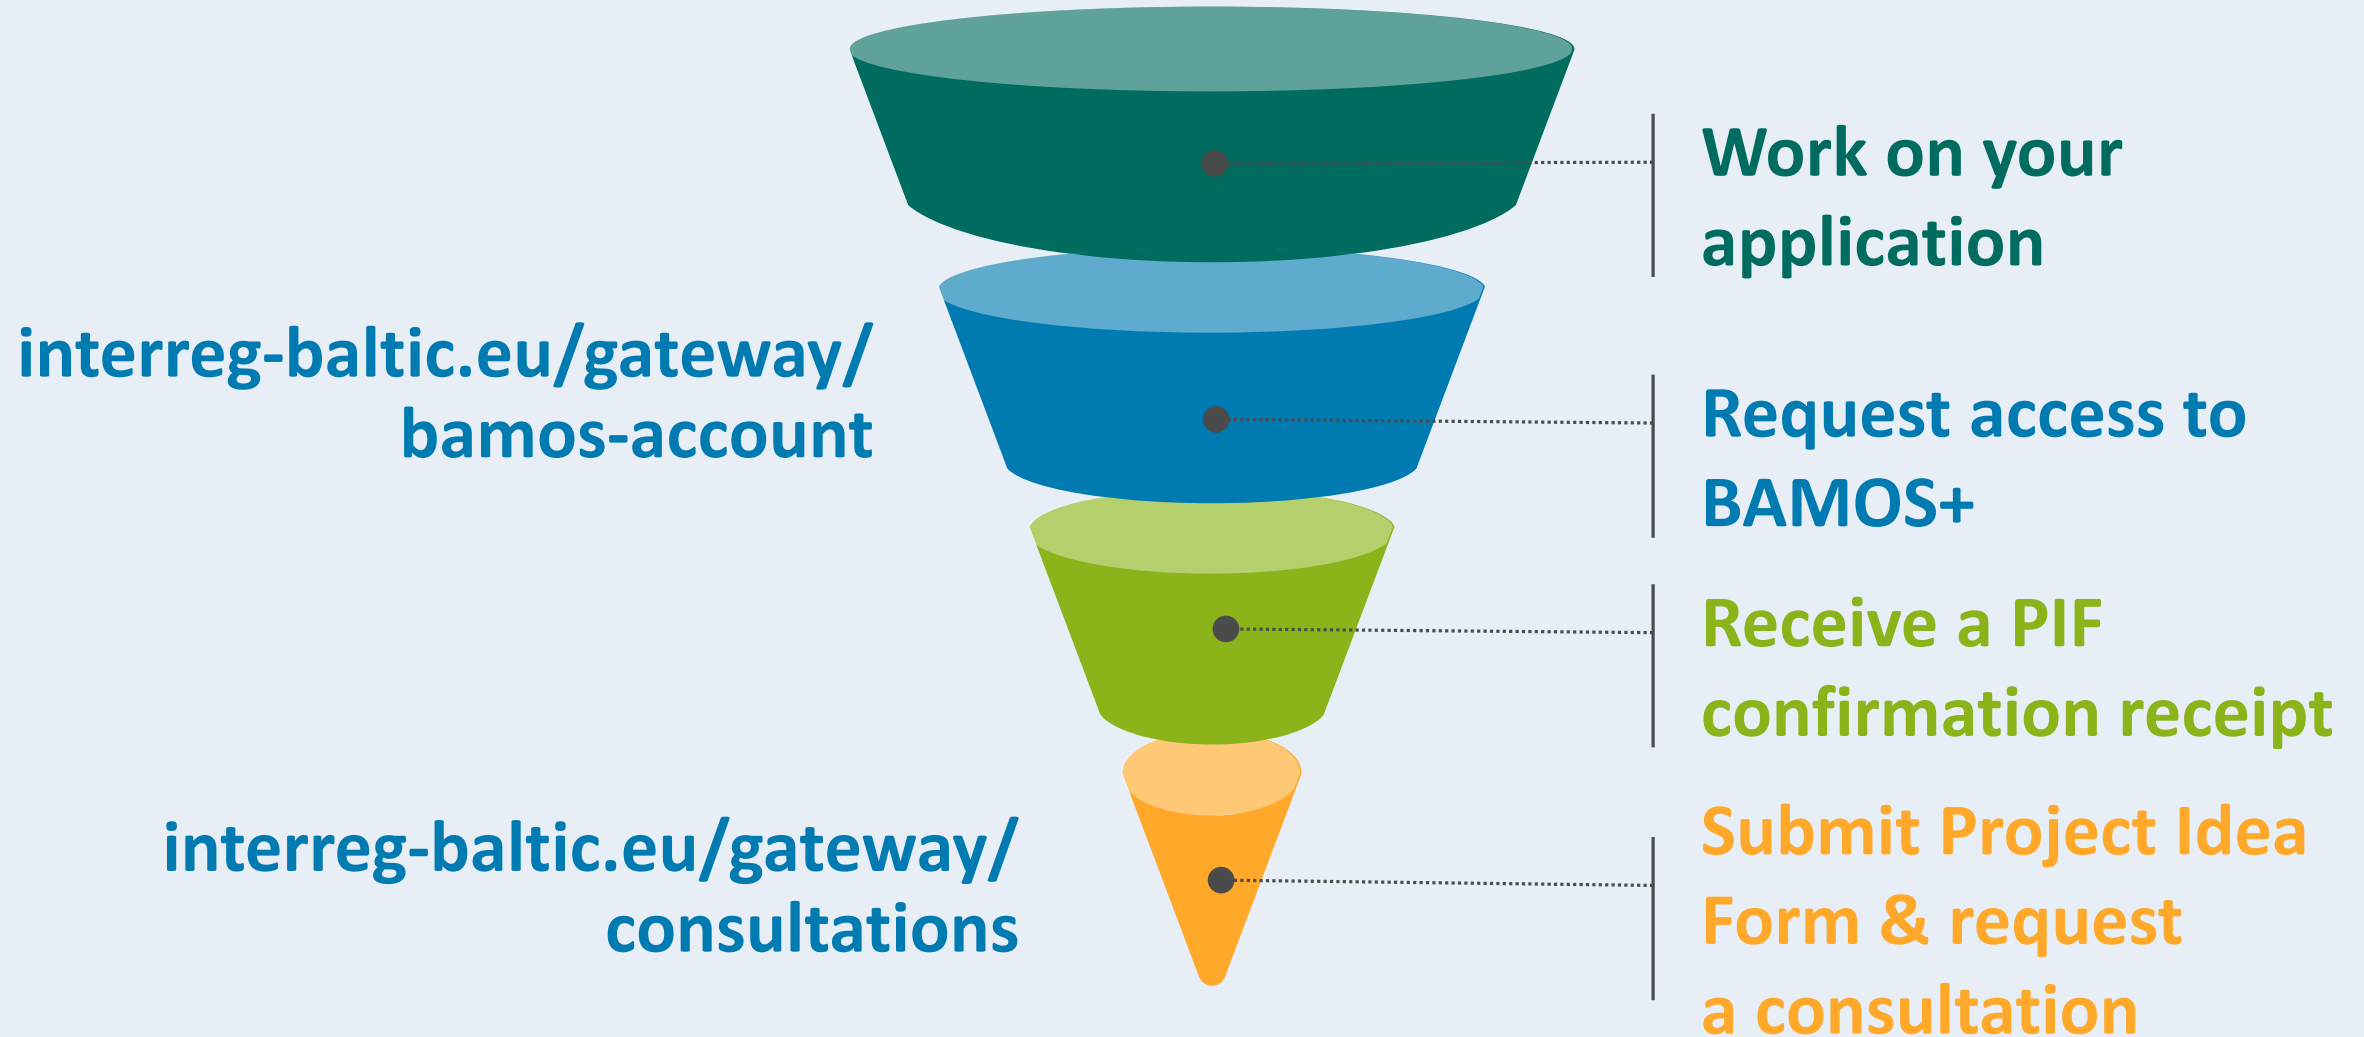 Work on your
application
interreg-baltic.eu/gateway/
bamos-account
Request access to
BAMOS+
Receive a PIF
confirmation receipt
interreg-baltic.eu/gateway/
consultations
Submit Project Idea
Form & request
a consultation